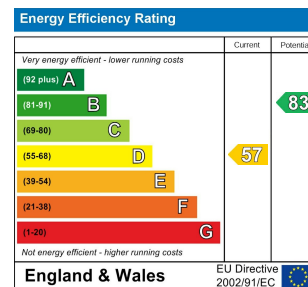 Energy Efficiency Rating
Current Potentia
Very energy efficient - lower running costs
(92 plus) A
(81-91) B
83
(69-80) C
(55-68) D
57
(39-54) E
(21-38) F
(1-20) G
Not energy efficient - higher running costs
England & Wales
EU Directive
2002/91/EC